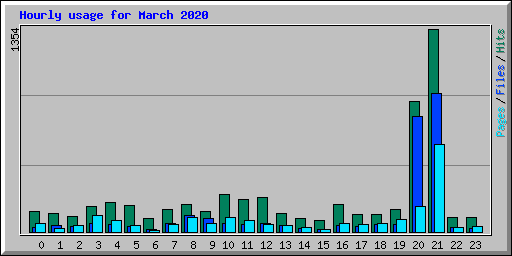 Hourly usage for March 2020
1354
Pages / Files / Hits
0 1 2 3 4 5 6 7 8 9 10 11 12 13 14 15 16 17 18 19 20 21 22 23